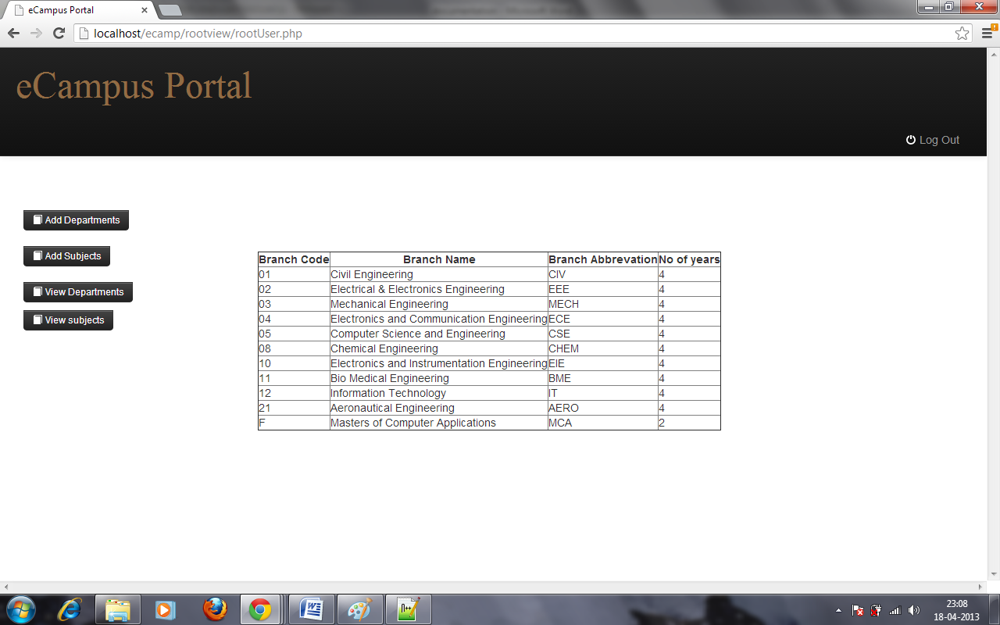 eCampus Portal
localhost/ecamp/rootview/rootUser.php
eCampus Portal
Log Out
Add Departments
Add Subjects
View Departments
View subjects
Branch Code Branch Name Branch Abbrevation No of years
01 Civil Engineering CIV 4
02 Electrical & Electronics Engineering EEE 4
03 Mechanical Engineering MECH 4
04 Electronics and Communication Engineering ECE 4
05 Computer Science and Engineering CSE 4
08 Chemical Engineering CHEM 4
10 Electronics and Instrumentation Engineering EIE 4
11 Bio Medical Engineering BME 4
12 Information Technology IT 4
21 Aeronautical Engineering AERO 4
F Masters of Computer Applications MCA 2
23:08
18-04-2013